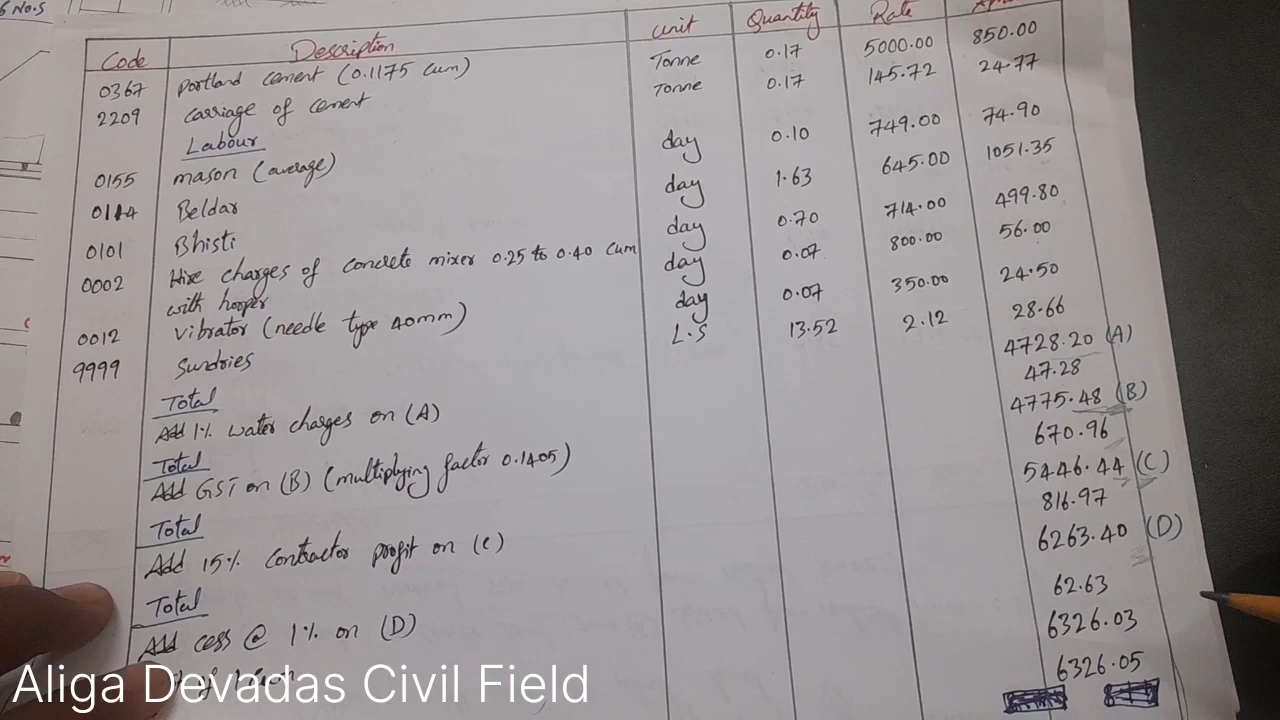 6 No.s
Code Description Unit Quantity Rate
0367 Portland cement (0.1175 Cum) Tonne 0.17 5000.00 850.00
2209 carriage of cement Tonne 0.17 145.72 24.77
Labour
0155 mason (average) day 0.10 749.00 74.90
0114 Beldar day 1.63 645.00 1051.35
0101 Bhisti day 0.70 714.00 499.80
0002 Hire charges of concrete mixer 0.25 to 0.40 cum day 0.07 800.00 56.00
with hooper
0012 vibrator (needle type 40mm) day 0.07 350.00 24.50
9999 Sundries L.S 13.52 2.12 28.66
Total 4728.20 (A)
Add 1% water charges on (A) 47.28
Total 4775.48 (B)
Add GST on (B) (multiplying factor 0.1405) 670.96
Total 5446.44 (C)
Add 15% contractor profit on (C) 816.97
Total 6263.40 (D)
Add cess @ 1% on (D) 62.63
6326.03
6326.05
Aliga Devadas Civil Field